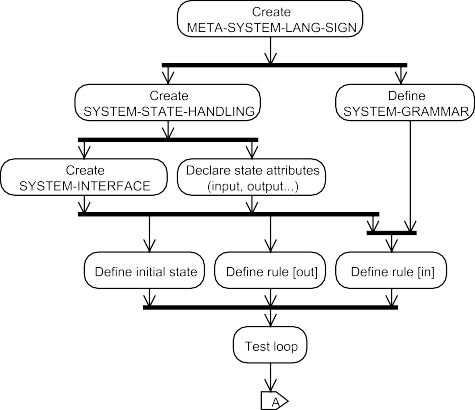 Create
META-SYSTEM-LANG-SIGN
Create
SYSTEM-STATE-HANDLING
Define
SYSTEM-GRAMMAR
Create
SYSTEM-INTERFACE
Declare state attributes
(input, output...)
Define initial state
Define rule [out]
Define rule [in]
Test loop
A